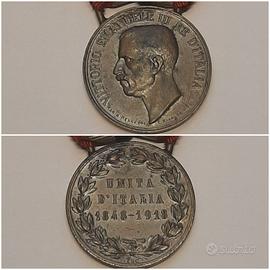 VITTORIO EMANUELE III RE D'ITALIA
UNITA
D'ITALIA
1848-1918